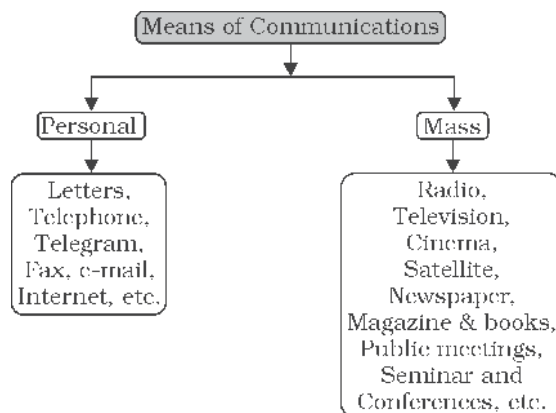 Means of Communications
Personal
Mass
Letters,
Telephone,
Telegram,
Fax, e-mail,
Internet, etc.
Radio,
Television,
Cinema,
Satellite,
Newspaper,
Magazine & books,
Public meetings,
Seminar and
Conferences, etc.